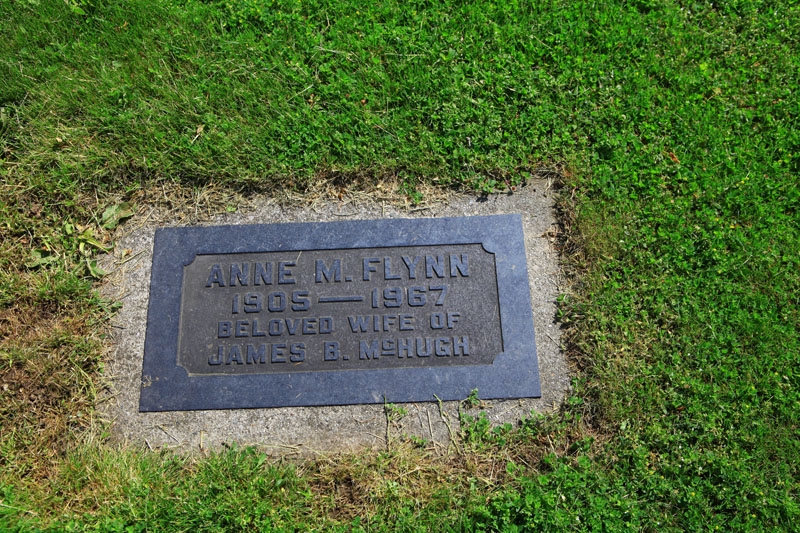 ANNE M. FLYNN
1905 — 1967
BELOVED WIFE OF
JAMES B. McHUGH